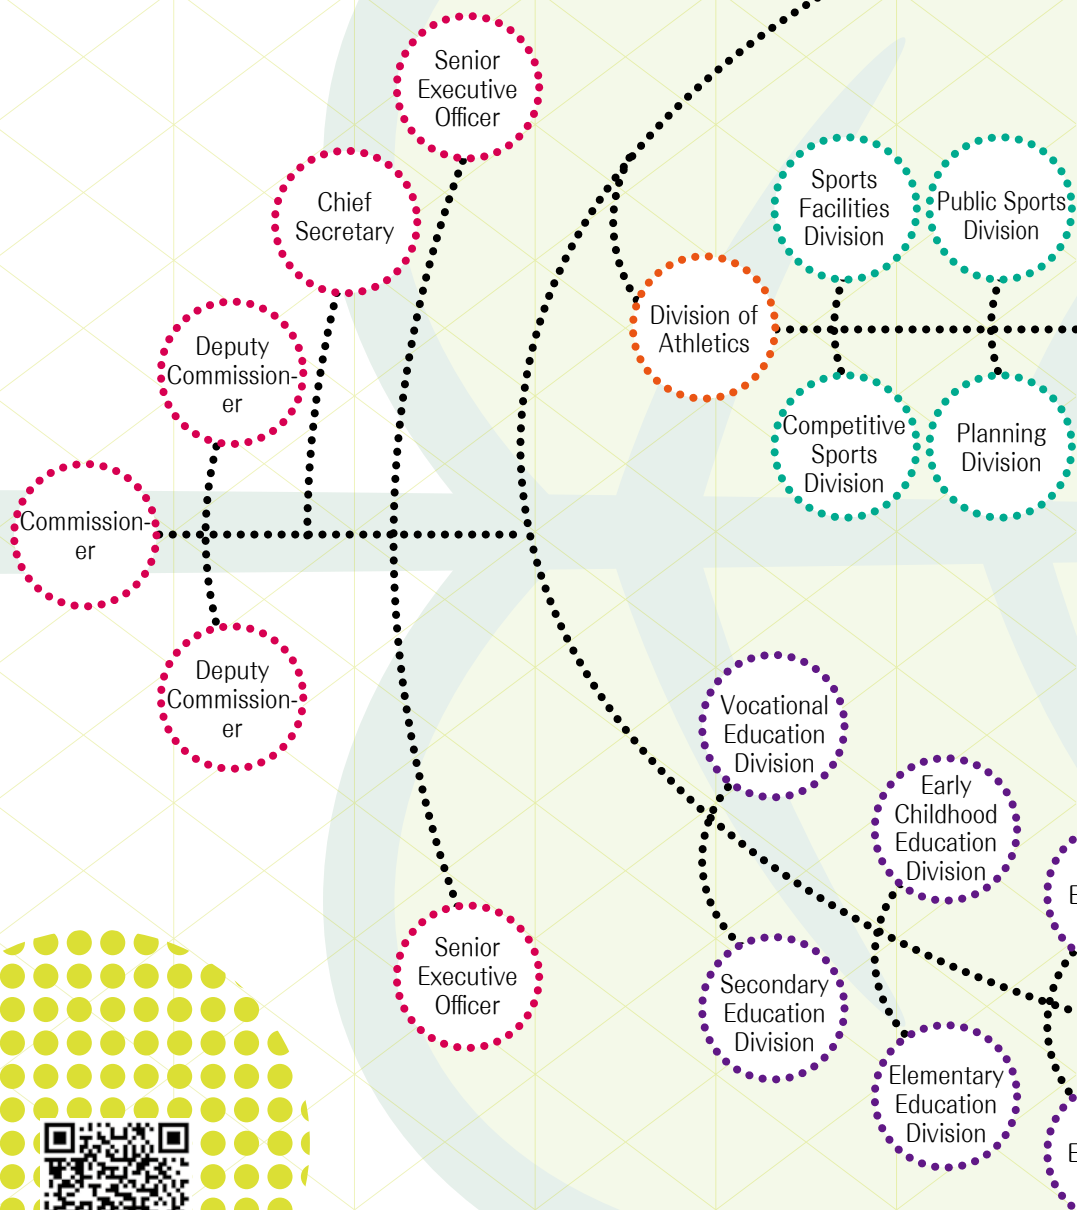 Senior
Executive
Officer
Chief
Secretary
Sports
Facilities
Division
Public Sports
Division
Division of
Athletics
Deputy
Commission-
er
Competitive
Sports
Division
Planning
Division
Commission-
er
Deputy
Commission-
er
Vocational
Education
Division
Early
Childhood
Education
Division
Senior
Executive
Officer
Secondary
Education
Division
Elementary
Education
Division